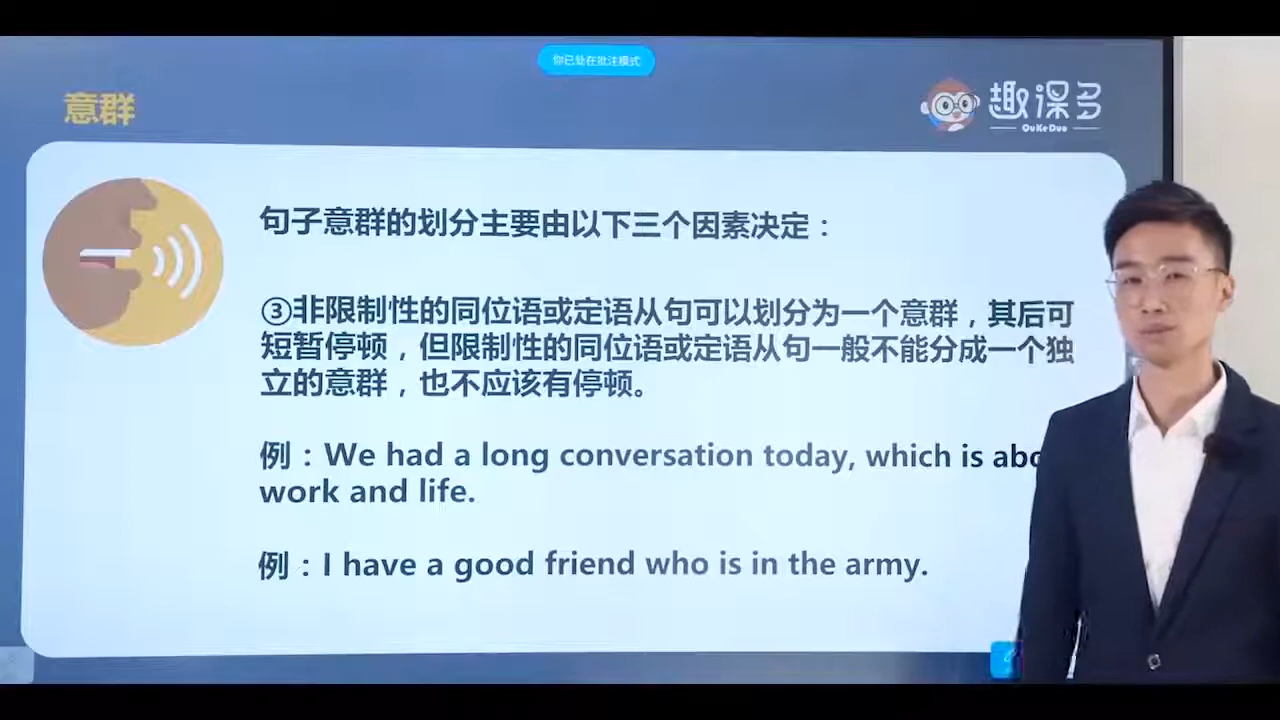 你已处在批注模式
意群
趣课多
QuKeDuo
句子意群的划分主要由以下三个因素决定：
③非限制性的同位语或定语从句可以划分为一个意群，其后可
短暂停顿，但限制性的同位语或定语从句一般不能分成一个独
立的意群，也不应该有停顿。
例：We had a long conversation today, which is abo
work and life.
例：I have a good friend who is in the army.